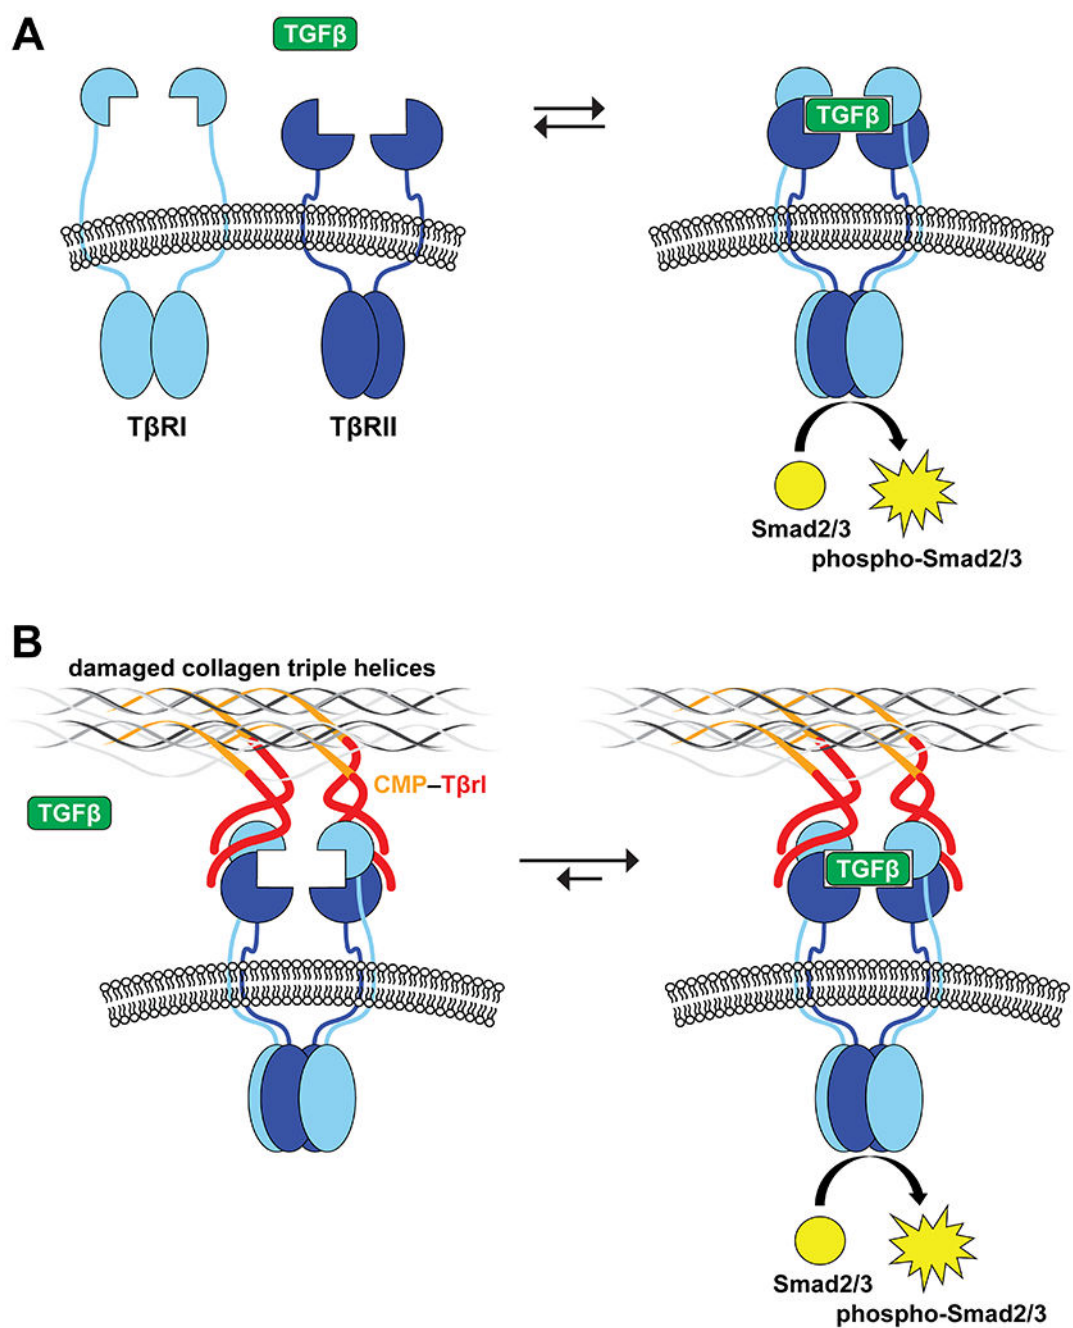 A
TGFβ
TGFβ
TβRI
TβRII
Smad2/3
phospho-Smad2/3
B
damaged collagen triple helices
CMP–Tβrl
TGFβ
TGFβ
Smad2/3
phospho-Smad2/3